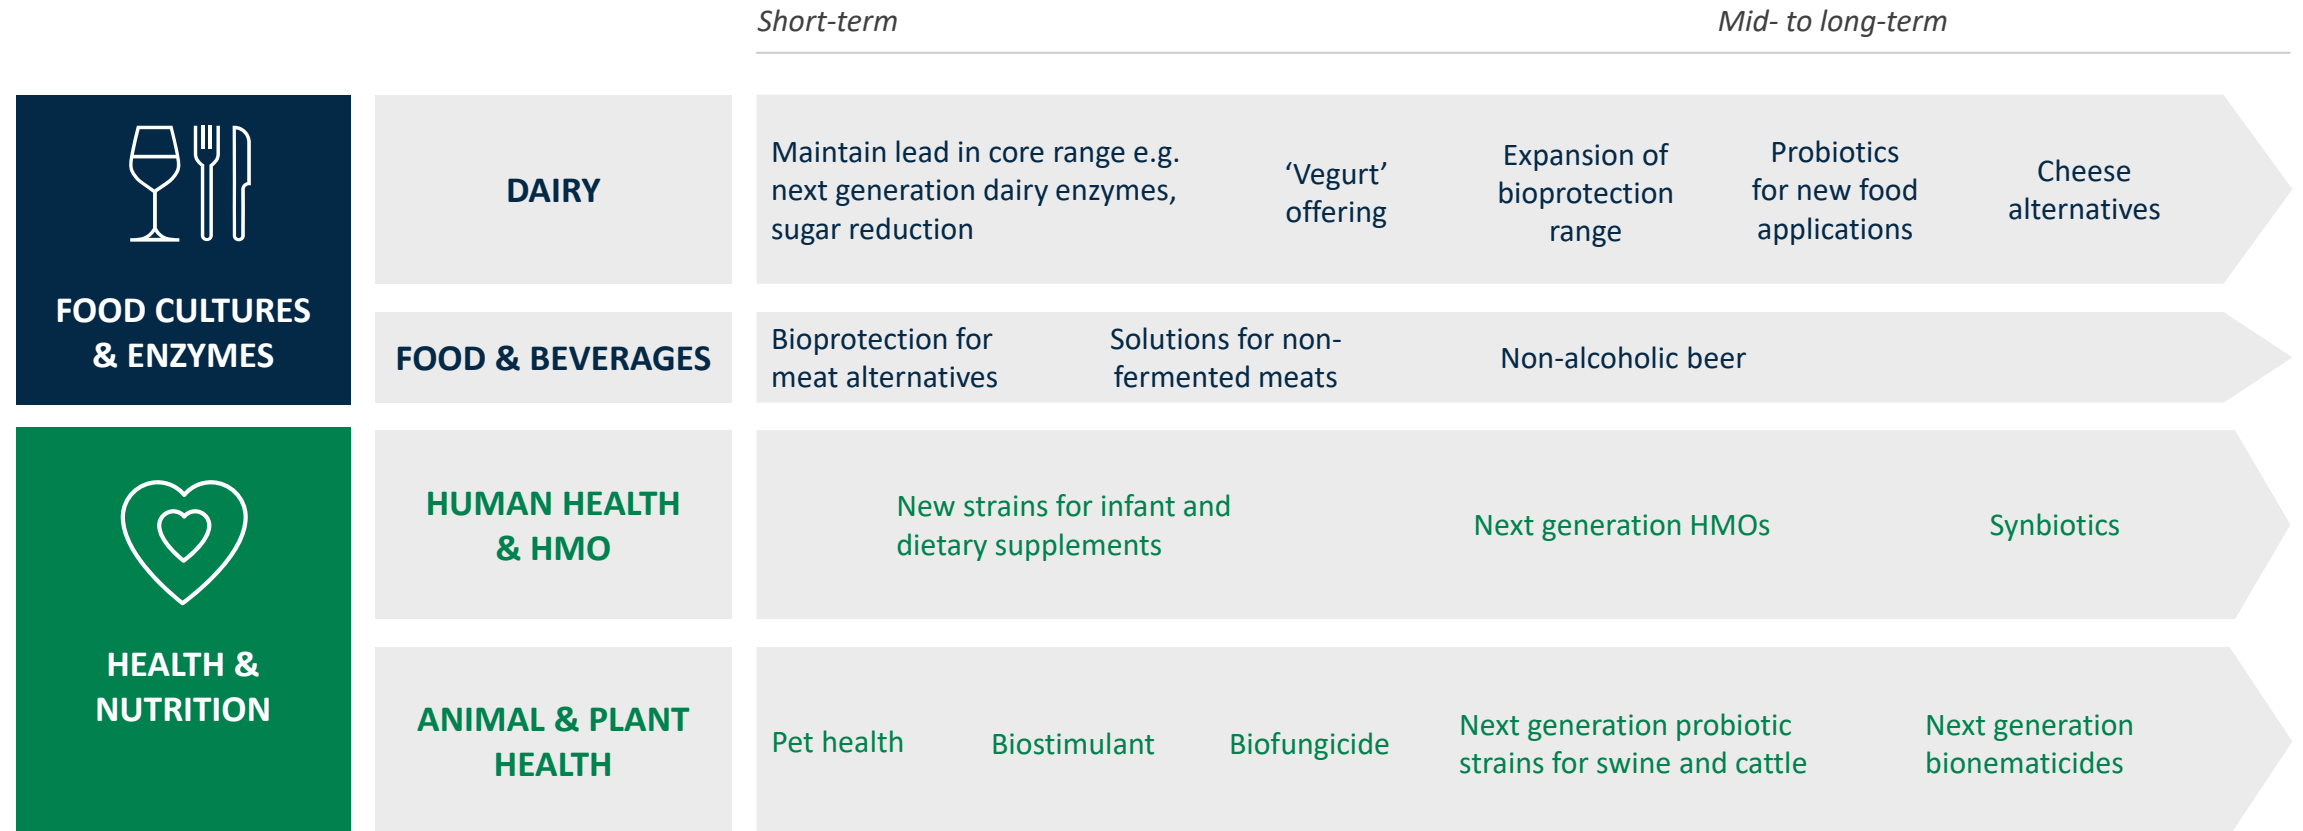 Short-term
Mid- to long-term
FOOD CULTURES
& ENZYMES
DAIRY
Maintain lead in core range e.g.
next generation dairy enzymes,
sugar reduction
‘Vegurt’
offering
Expansion of
bioprotection
range
Probiotics
for new food
applications
Cheese
alternatives
FOOD & BEVERAGES
Bioprotection for
meat alternatives
Solutions for non-
fermented meats
Non-alcoholic beer
HEALTH &
NUTRITION
HUMAN HEALTH
& HMO
New strains for infant and
dietary supplements
Next generation HMOs
Synbiotics
ANIMAL & PLANT
HEALTH
Pet health
Biostimulant
Biofungicide
Next generation probiotic
strains for swine and cattle
Next generation
bionematicides